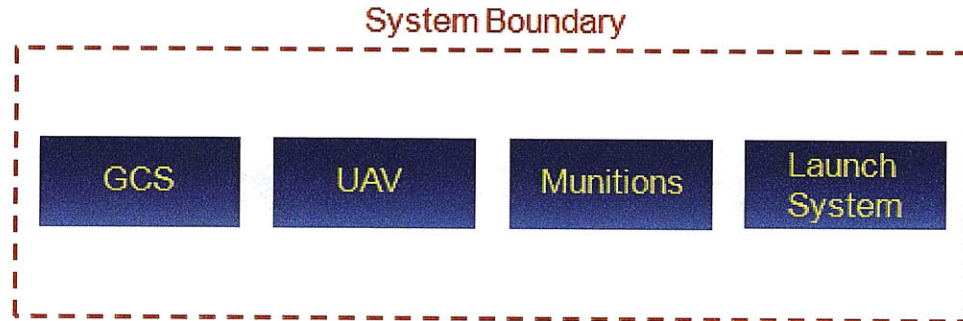 System Boundary
GCS
UAV
Munitions
Launch
System